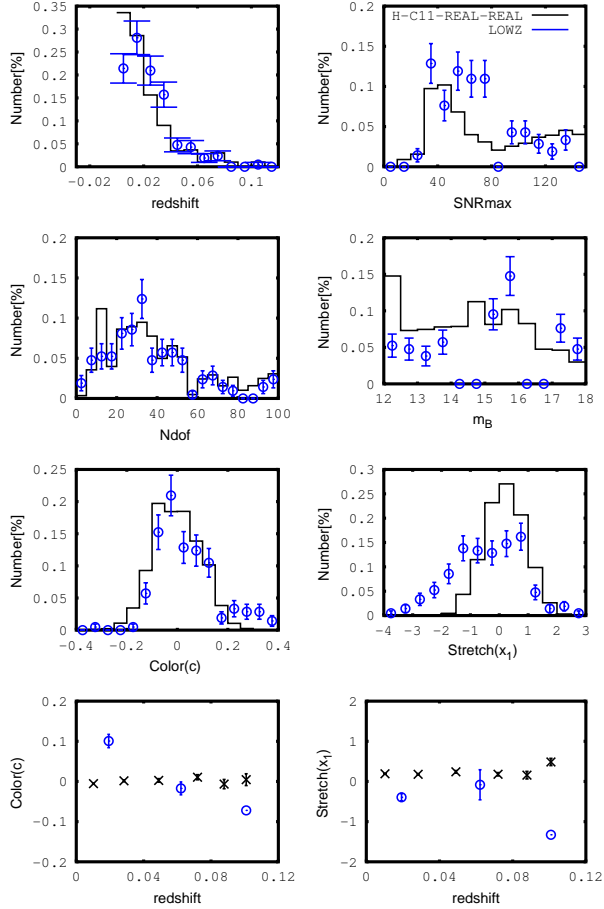 0.35
0.3
0.25
0.2
0.15
0.1
0.05
0
Number[%]
-0.02 0.02 0.06 0.1
redshift
H-C11-REAL-REAL
LOWZ
0.2
0.15
0.1
0.05
0
Number[%]
0 40 80 120
SNRmax
0.2
0.15
0.1
0.05
0
Number[%]
0 20 40 60 80 100
Ndof
0.2
0.15
0.1
0.05
0
Number[%]
12 13 14 15 16 17 18
m_B
0.25
0.2
0.15
0.1
0.05
0
Number[%]
-0.4 -0.2 0 0.2 0.4
Color(c)
0.3
0.25
0.2
0.15
0.1
0.05
0
Number[%]
-4 -3 -2 -1 0 1 2 3
Stretch(x_1)
0.2
0.1
0
-0.1
-0.2
Color(c)
0 0.04 0.08 0.12
redshift
2
1
0
-1
-2
Stretch(x_1)
0 0.04 0.08 0.12
redshift